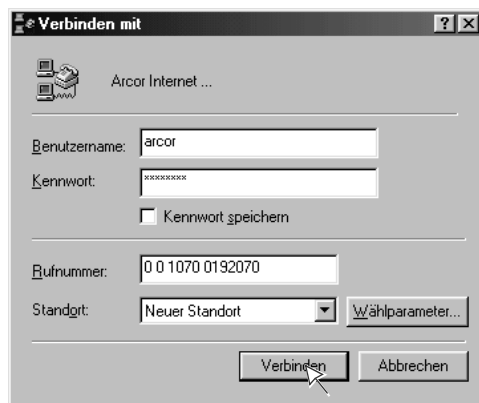 Verbinden mit
Arcor Internet ...
Benutzername: arcor
Kennwort: ********
Kennwort speichern
Rufnummer: 0 0 1070 0192070
Standort: Neuer Standort Wählparameter...
Verbinden Abbrechen